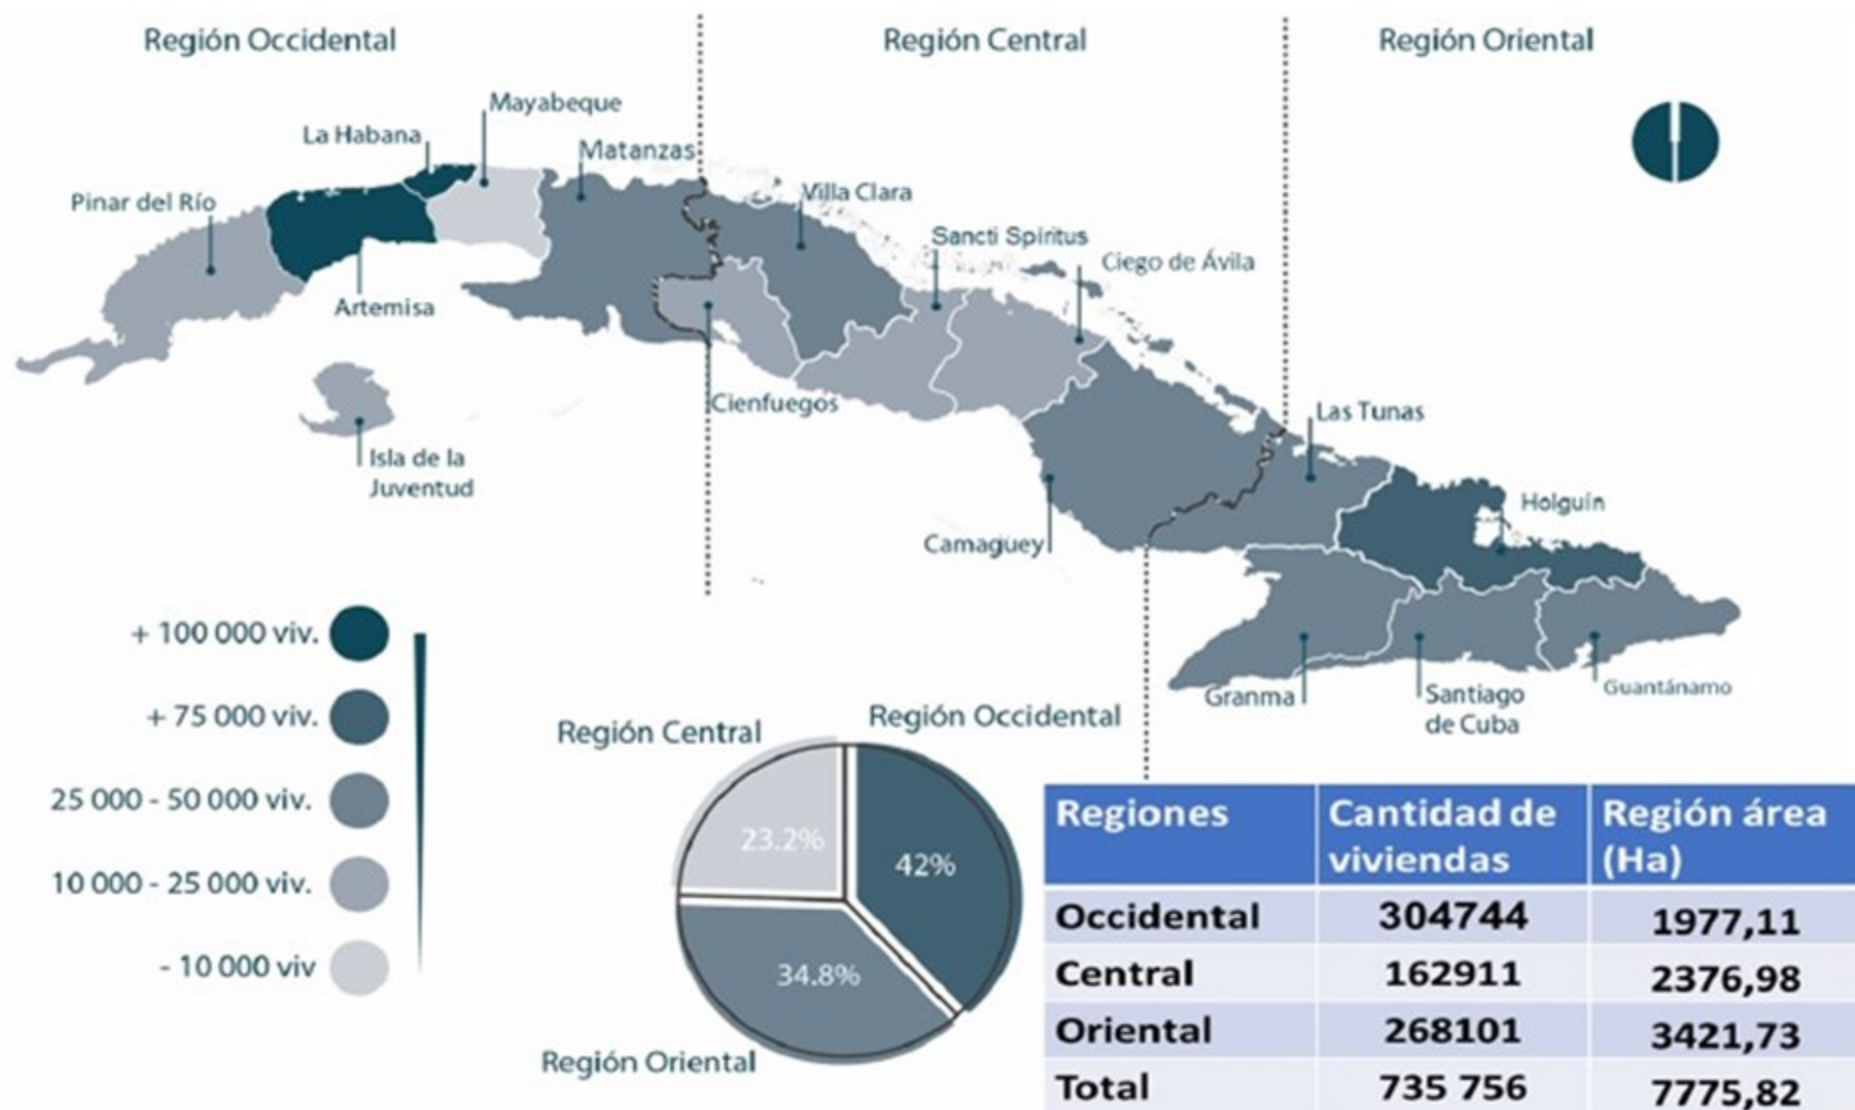 Región Occidental
Región Central
Región Oriental
Mayabeque
La Habana
Matanzas
Pinar del Río
Villa Clara
Sancti Spíritus
Ciego de Ávila
Artemisa
Cienfuegos
Las Tunas
Isla de la
Juventud
Holguín
Camaguey
Granma
Santiago
de Cuba
Guantánamo
+ 100 000 viv.
+ 75 000 viv.
25 000 - 50 000 viv.
10 000 - 25 000 viv.
- 10 000 viv
Región Central
Región Occidental
23.2%
42%
34.8%
Región Oriental
Regiones
Cantidad de
viviendas
Región área
(Ha)
Occidental 304744 1977,11
Central 162911 2376,98
Oriental 268101 3421,73
Total 735 756 7775,82